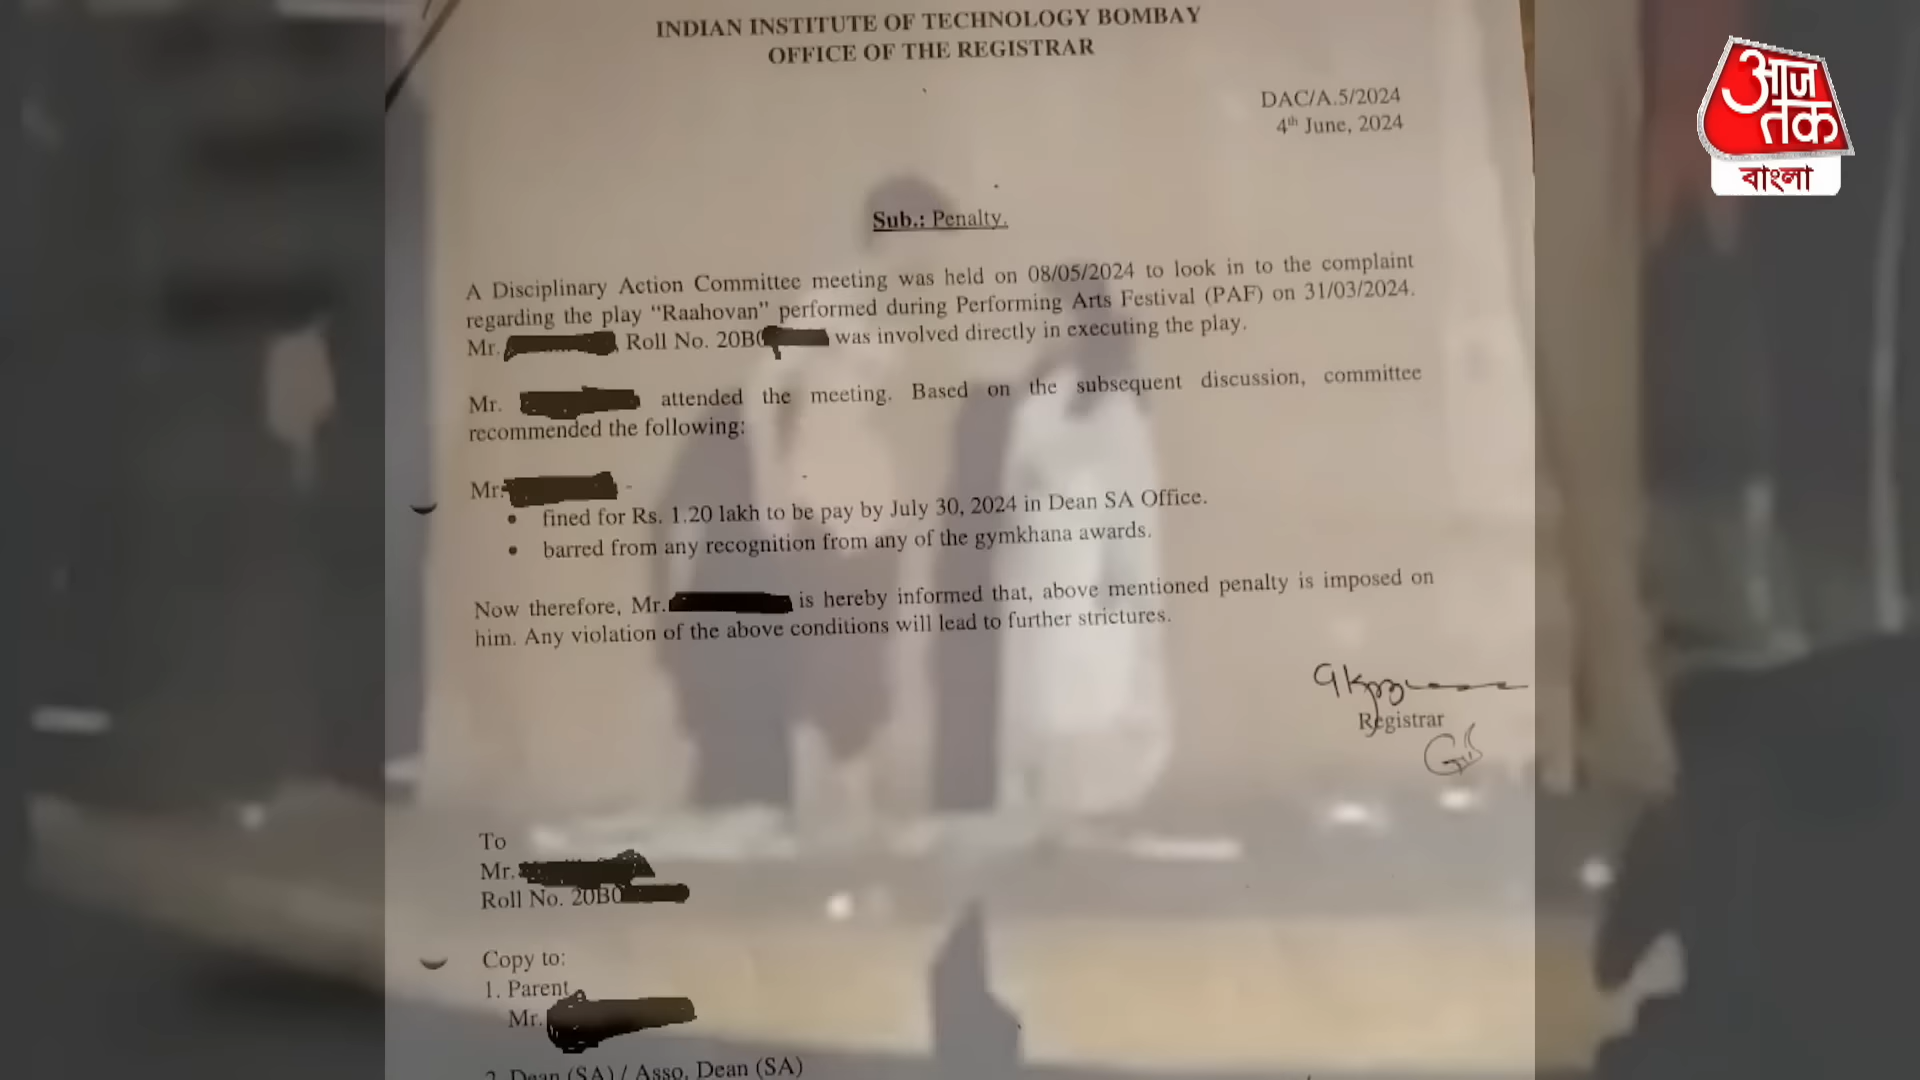 INDIAN INSTITUTE OF TECHNOLOGY BOMBAY
OFFICE OF THE REGISTRAR
DAC/A.5/2024
4th June, 2024
Sub.: Penalty.
A Disciplinary Action Committee meeting was held on 08/05/2024 to look in to the complaint
regarding the play “Raahovan” performed during Performing Arts Festival (PAF) on 31/03/2024.
Mr. Roll No. 20B0 was involved directly in executing the play.
Mr. attended the meeting. Based on the subsequent discussion, committee
recommended the following:
Mr. -
• fined for Rs. 1.20 lakh to be pay by July 30, 2024 in Dean SA Office.
• barred from any recognition from any of the gymkhana awards.
Now therefore, Mr. is hereby informed that, above mentioned penalty is imposed on
him. Any violation of the above conditions will lead to further strictures.
Registrar
To
Mr.
Roll No. 20B0
Copy to:
1. Parent
Mr.
2. Dean (SA) / Asso. Dean (SA)
आज
तक
বাংলা